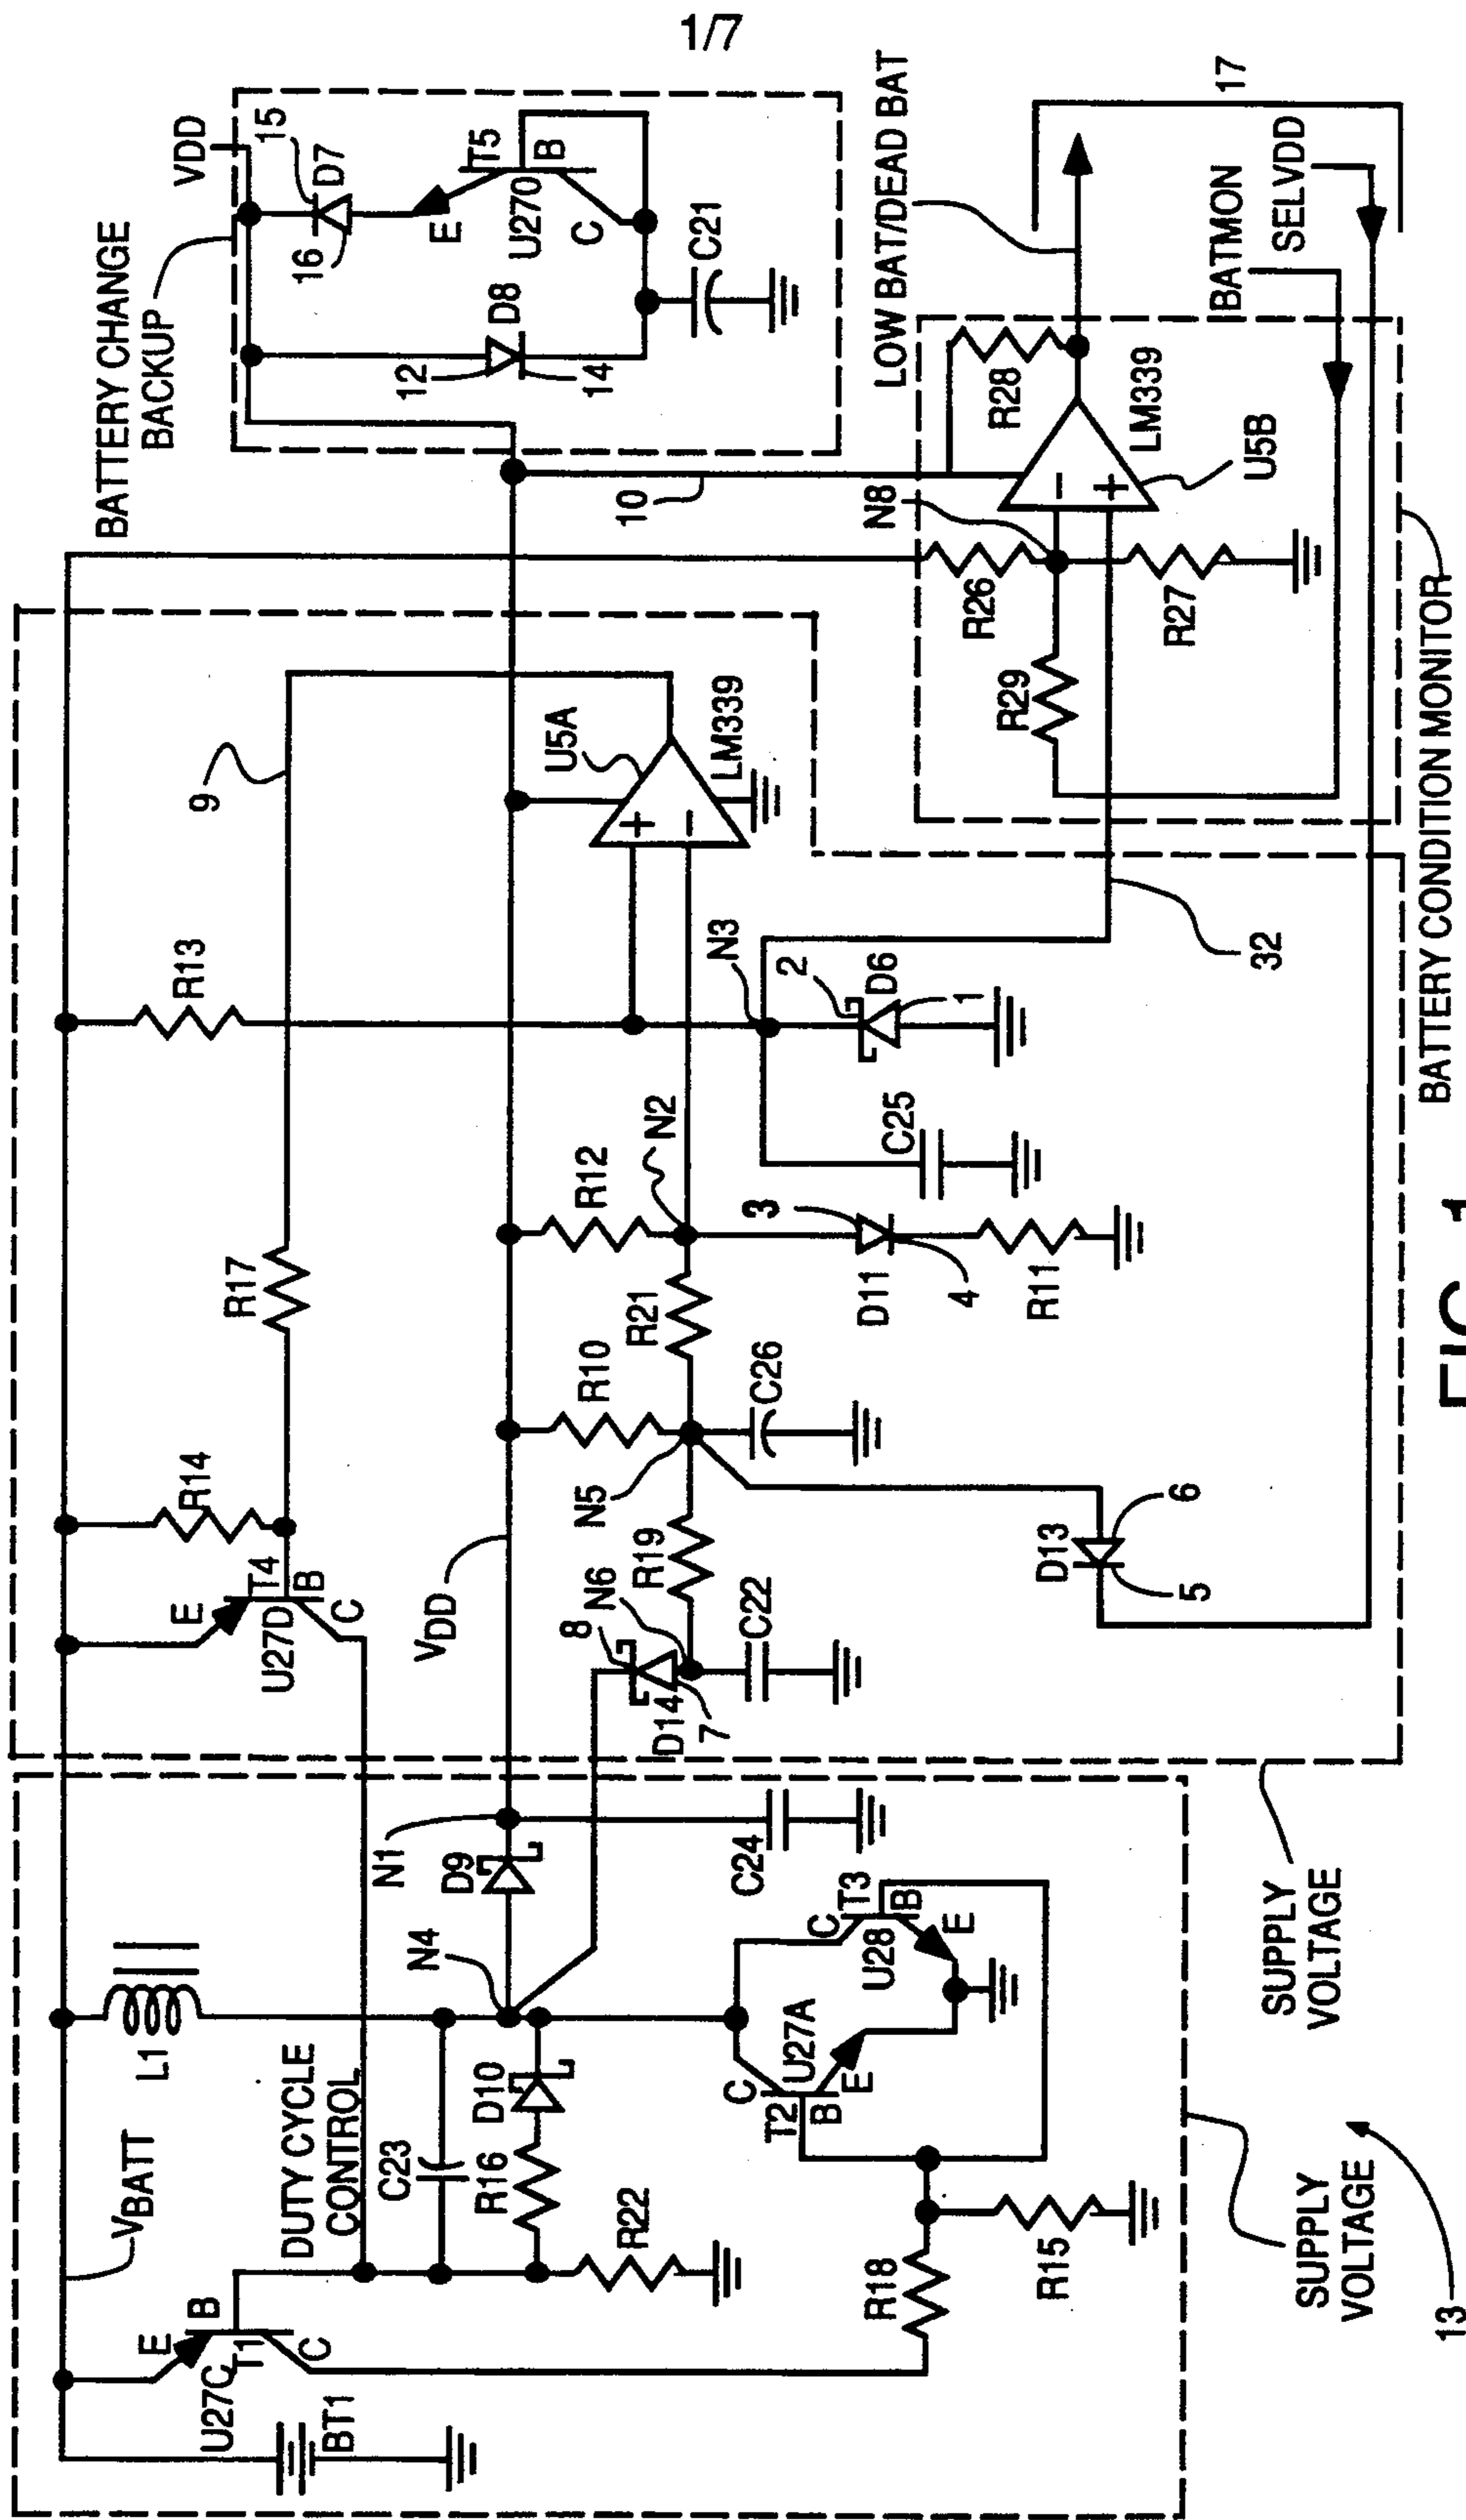 1/7
BATTERY CHANGE
BACKUP
VDD
15
D7
16
E
T5
B
U270
C
12
D8
14
C21
LOW BAT/DEAD BAT
17
10
N8
R28
LM339
U5B
BATMON
SELVDD
R26
R27
R29
BATTERY CONDITION MONITOR
9
U5A
+
−
LM339
−
+
R13
N3
2
D6
1
32
C25
R17
R12
N2
3
D11
4
R11
R21
R10
C26
R14
N5
E
T4
B
U27D
C
VDD
R19
N6
8
D14
7
C22
D13
6
5
FIG. 1
N1
D9
C24
N4
L1
VBATT
DUTY CYCLE
CONTROL
C23
D10
R16
R22
C
T3
B
U28
E
C
U27A
T2
B
E
R18
R15
E
B
U27C
T1
C
BT1
SUPPLY
VOLTAGE
SUPPLY
VOLTAGE
13